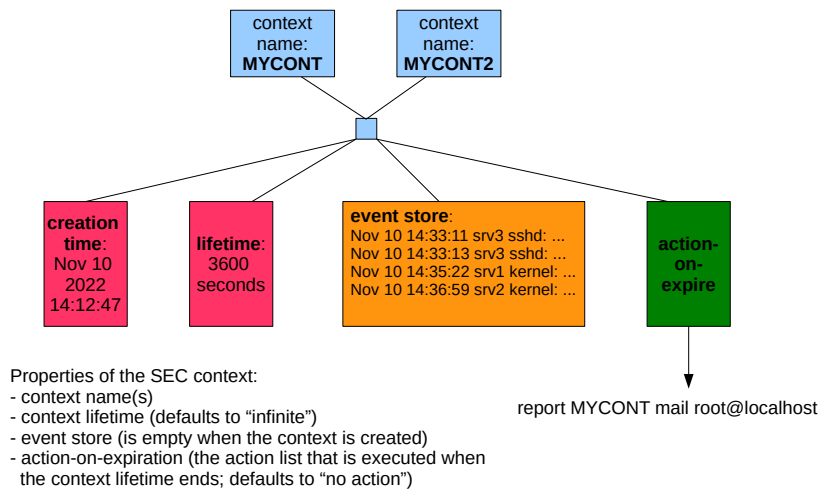 context
name:
MYCONT
context
name:
MYCONT2
creation
time:
Nov 10
2022
14:12:47
lifetime:
3600
seconds
event store:
Nov 10 14:33:11 srv3 sshd: ...
Nov 10 14:33:13 srv3 sshd: ...
Nov 10 14:35:22 srv1 kernel: ...
Nov 10 14:36:59 srv2 kernel: ...
action-
on-
expire
report MYCONT mail root@localhost
Properties of the SEC context:
- context name(s)
- context lifetime (defaults to “infinite”)
- event store (is empty when the context is created)
- action-on-expiration (the action list that is executed when
the context lifetime ends; defaults to “no action”)